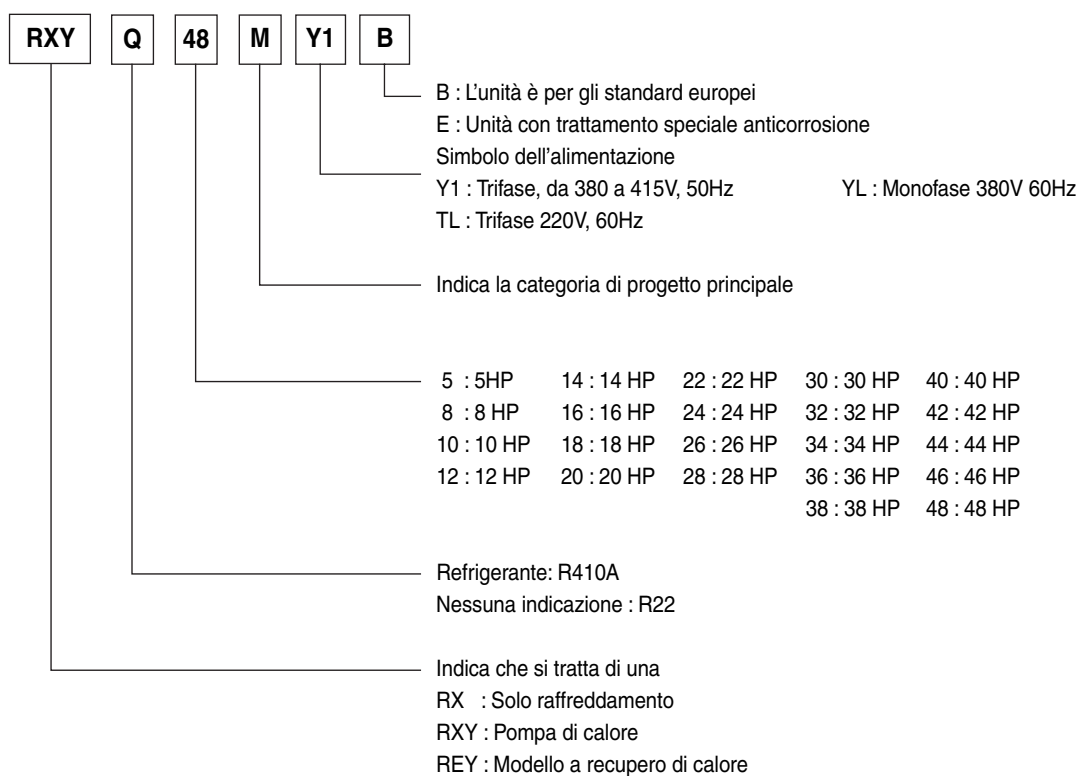 RXY Q 48 M Y1 B
B : L'unità è per gli standard europei
E : Unità con trattamento speciale anticorrosione
Simbolo dell'alimentazione
Y1 : Trifase, da 380 a 415V, 50Hz YL : Monofase 380V 60Hz
TL : Trifase 220V, 60Hz
Indica la categoria di progetto principale
5 : 5HP 14 : 14 HP 22 : 22 HP 30 : 30 HP 40 : 40 HP
8 : 8 HP 16 : 16 HP 24 : 24 HP 32 : 32 HP 42 : 42 HP
10 : 10 HP 18 : 18 HP 26 : 26 HP 34 : 34 HP 44 : 44 HP
12 : 12 HP 20 : 20 HP 28 : 28 HP 36 : 36 HP 46 : 46 HP
38 : 38 HP 48 : 48 HP
Refrigerante: R410A
Nessuna indicazione : R22
Indica che si tratta di una
RX : Solo raffreddamento
RXY : Pompa di calore
REY : Modello a recupero di calore